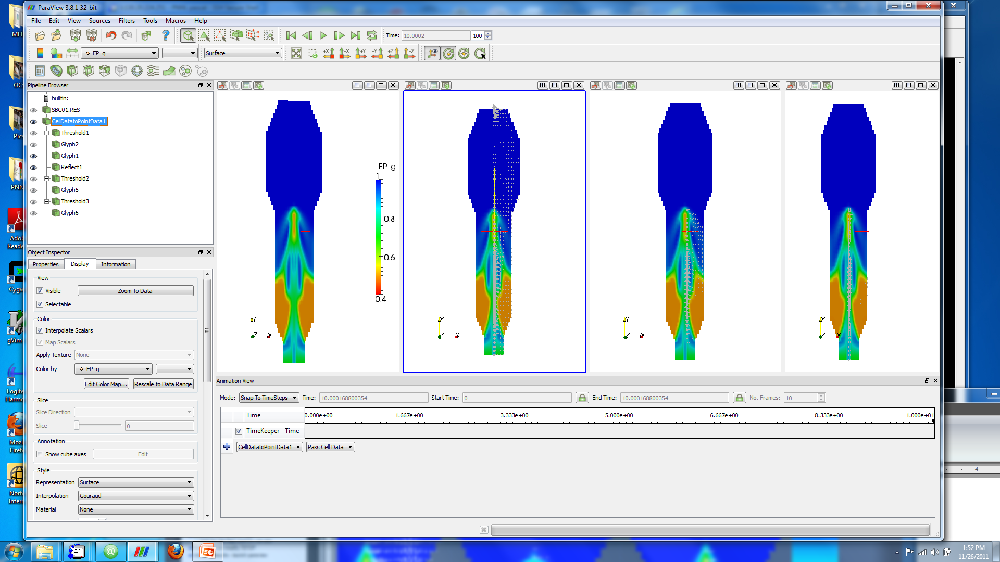 ParaView 3.8.1 32-bit
File Edit View Sources Filters Tools Macros Help
Time: 10.0002 100
EP_g Surface
+X -X +Y -Y +Z -Z
Pipeline Browser
builtin:
SBC01.RES
CellDatatoPointData1
Threshold1
Glyph2
Glyph1
Reflect1
Threshold2
Glyph5
Threshold3
Glyph6
Object Inspector
Properties Display Information
View
Visible Zoom To Data
Selectable
Color
Interpolate Scalars
Map Scalars
Apply Texture None
Color by EP_g
Edit Color Map... Rescale to Data Range
Slice
Slice Direction
Slice 0
Annotation
Show cube axes Edit
Style
Representation Surface
Interpolation Gouraud
Material None
EP_g
1
0.8
0.6
0.4
Y Z X
Y Z X
Y Z X
Y Z X
Animation View
Mode: Snap To TimeSteps Time: 10.000168800354 Start Time: 0 End Time: 10.000168800354 No. Frames: 10
Time 0.000e+00 1.667e+00 3.333e+00 5.000e+00 6.667e+00 8.333e+00 1.000e+01
TimeKeeper - Time
CellDatatoPointData1 Pass Cell Data
MFI
OC
Pics
PNN
Adob
Reade
Cygw
gVim
Logite
Harmo
Mozi
Firef
Norto
Intern
4
1:52 PM
11/26/2011